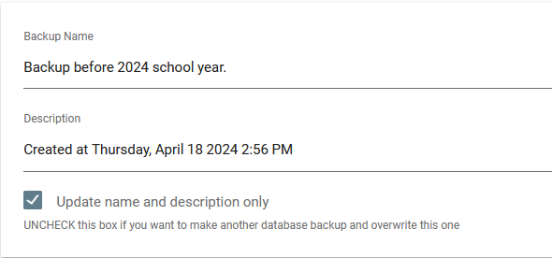 Backup Name
Backup before 2024 school year.
Description
Created at Thursday, April 18 2024 2:56 PM
Update name and description only
UNCHECK this box if you want to make another database backup and overwrite this one